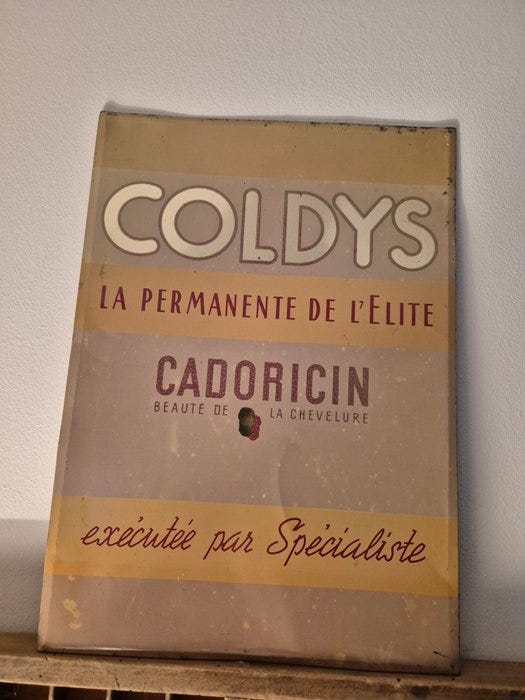 COLDYS
LA PERMANENTE DE L'ELITE
CADORICIN
BEAUTÉ DE LA CHEVELURE
exécutée par Spécialiste